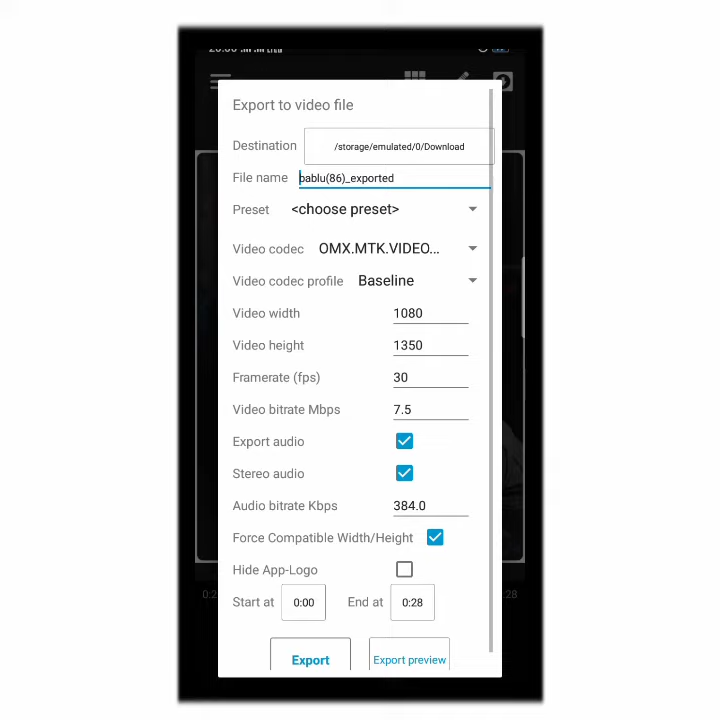 Export to video file
Destination /storage/emulated/0/Download
File name pablu(86)_exported
Preset <choose preset>
Video codec OMX.MTK.VIDEO...
Video codec profile Baseline
Video width 1080
Video height 1350
Framerate (fps) 30
Video bitrate Mbps 7.5
Export audio
Stereo audio
Audio bitrate Kbps 384.0
Force Compatible Width/Height
Hide App-Logo
Start at 0:00 End at 0:28
Export Export preview